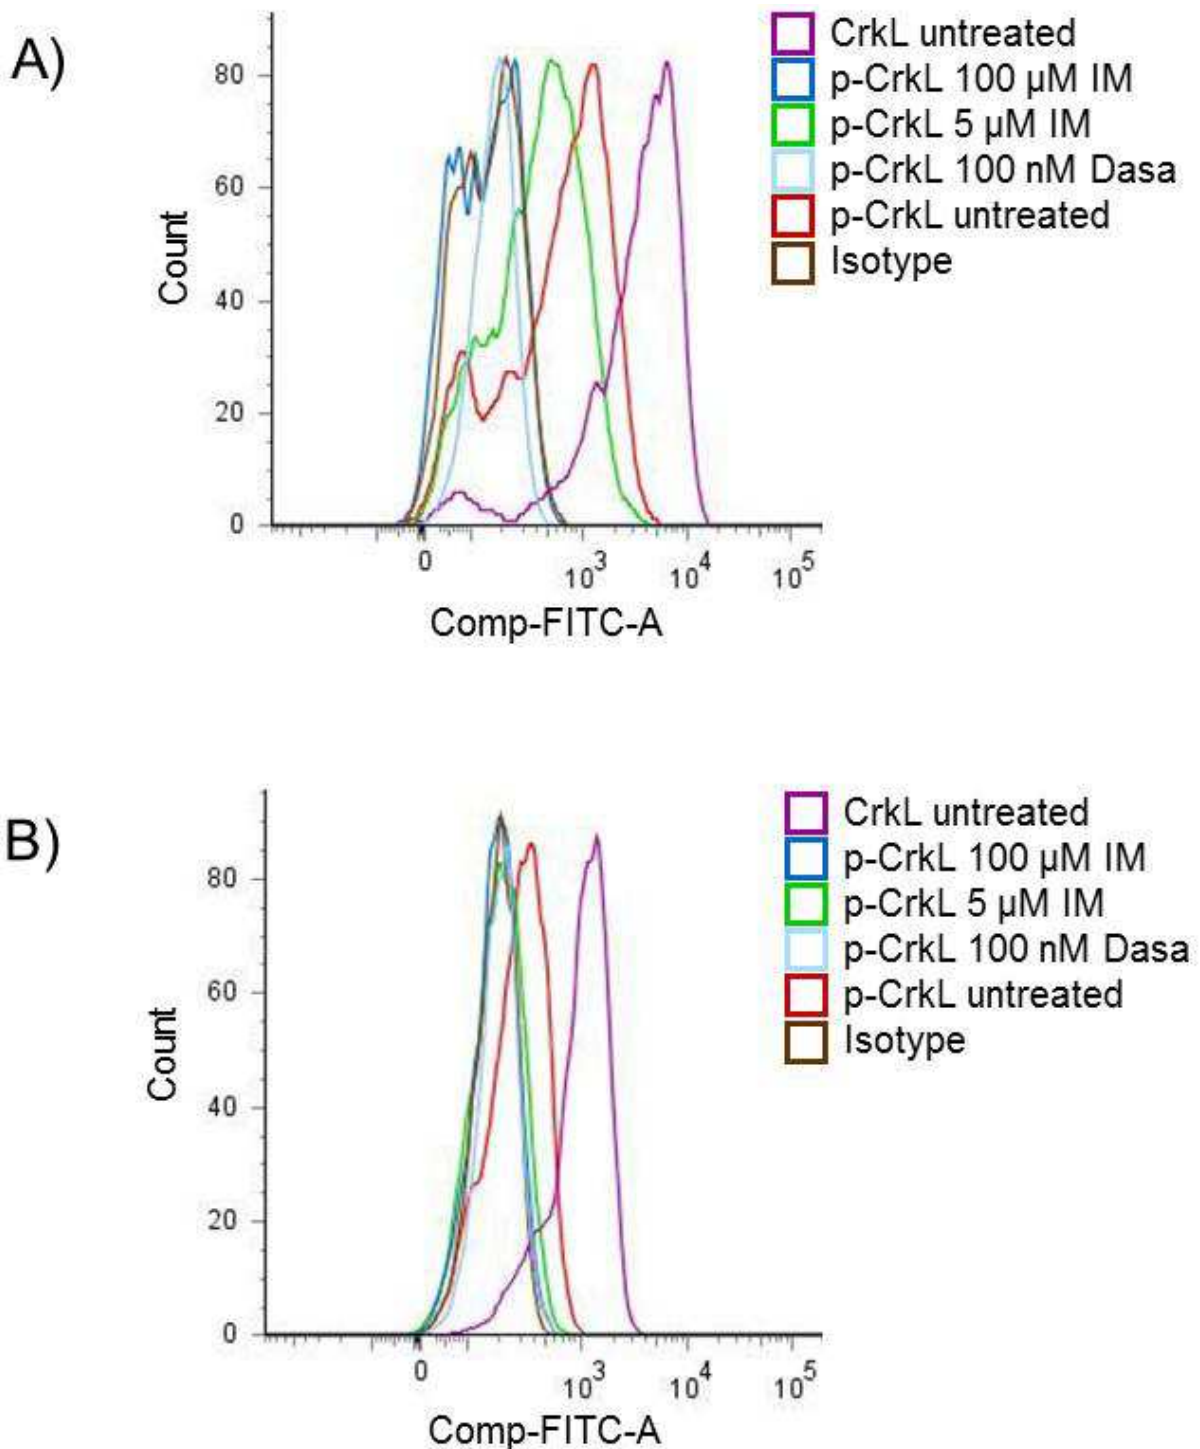 A)
CrkL untreated
p-CrkL 100 µM IM
p-CrkL 5 µM IM
p-CrkL 100 nM Dasa
p-CrkL untreated
Isotype
Count
80
60
40
20
0
0 10³ 10⁴ 10⁵
Comp-FITC-A
B)
CrkL untreated
p-CrkL 100 µM IM
p-CrkL 5 µM IM
p-CrkL 100 nM Dasa
p-CrkL untreated
Isotype
Count
80
60
40
20
0
0 10³ 10⁴ 10⁵
Comp-FITC-A